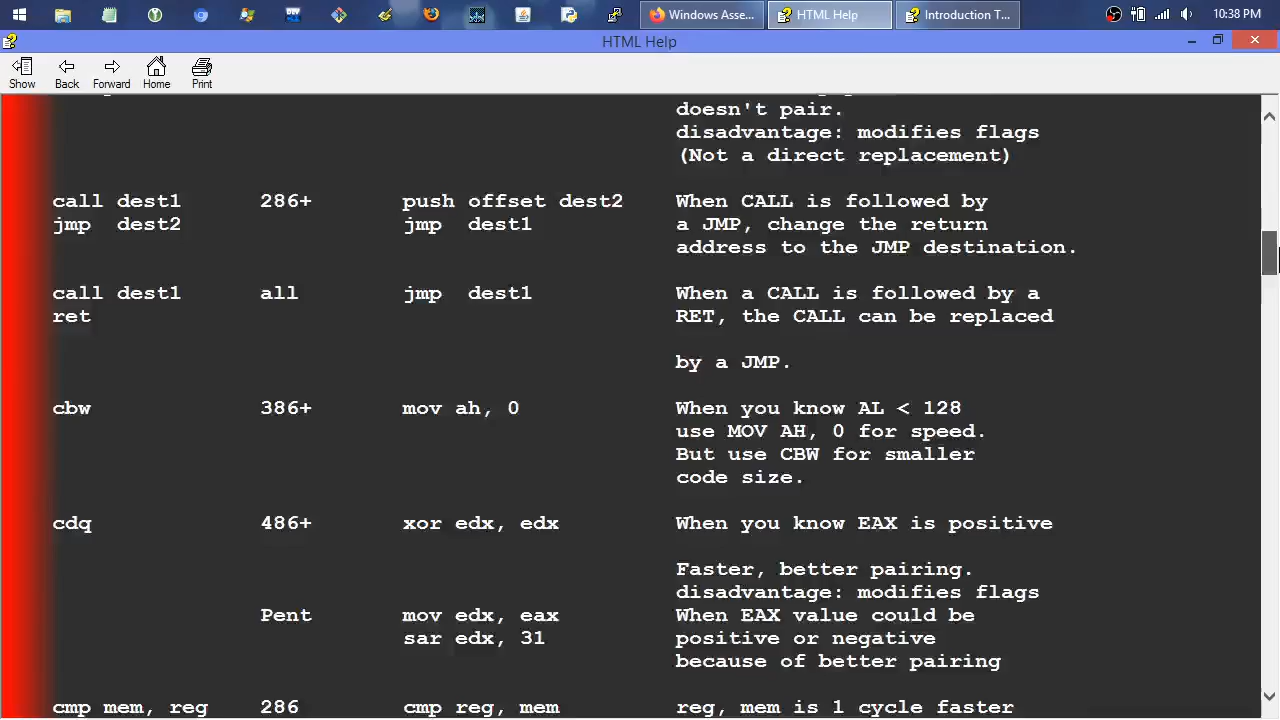 Windows Asse...
HTML Help
Introduction T...
10:38 PM
HTML Help
Show
Back
Forward
Home
Print
doesn't pair.
disadvantage: modifies flags
(Not a direct replacement)
call dest1 286+ push offset dest2 When CALL is followed by
jmp dest2 jmp dest1 a JMP, change the return
address to the JMP destination.
call dest1 all jmp dest1 When a CALL is followed by a
ret RET, the CALL can be replaced
by a JMP.
cbw 386+ mov ah, 0 When you know AL < 128
use MOV AH, 0 for speed.
But use CBW for smaller
code size.
cdq 486+ xor edx, edx When you know EAX is positive
Faster, better pairing.
disadvantage: modifies flags
Pent mov edx, eax When EAX value could be
sar edx, 31 positive or negative
because of better pairing
cmp mem, reg 286 cmp reg, mem reg, mem is 1 cycle faster